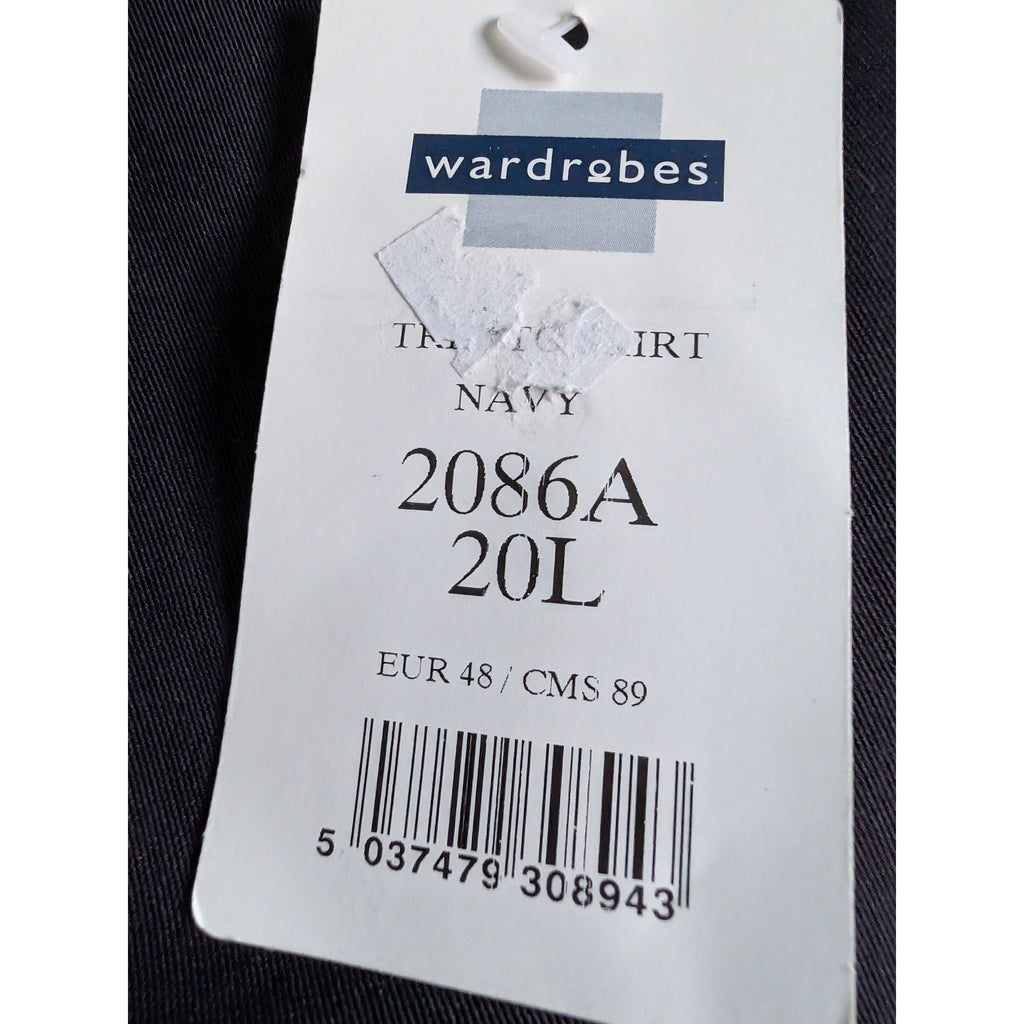 wardrobes
NAVY
2086A
20L
EUR 48 / CMS 89
5 037479 308943